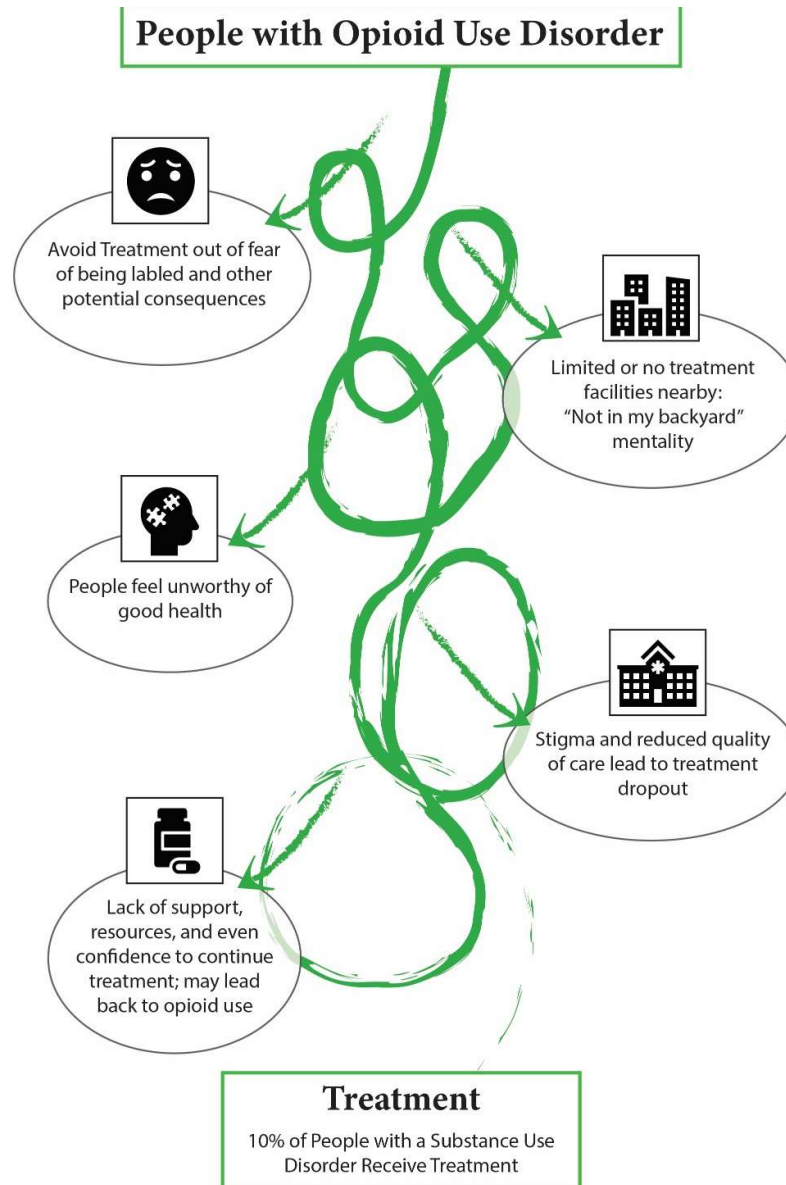 People with Opioid Use Disorder
Avoid Treatment out of fear
of being labled and other
potential consequences
Limited or no treatment
facilities nearby:
“Not in my backyard”
mentality
People feel unworthy of
good health
Stigma and reduced quality
of care lead to treatment
dropout
Lack of support,
resources, and even
confidence to continue
treatment; may lead
back to opioid use
Treatment
10% of People with a Substance Use
Disorder Receive Treatment